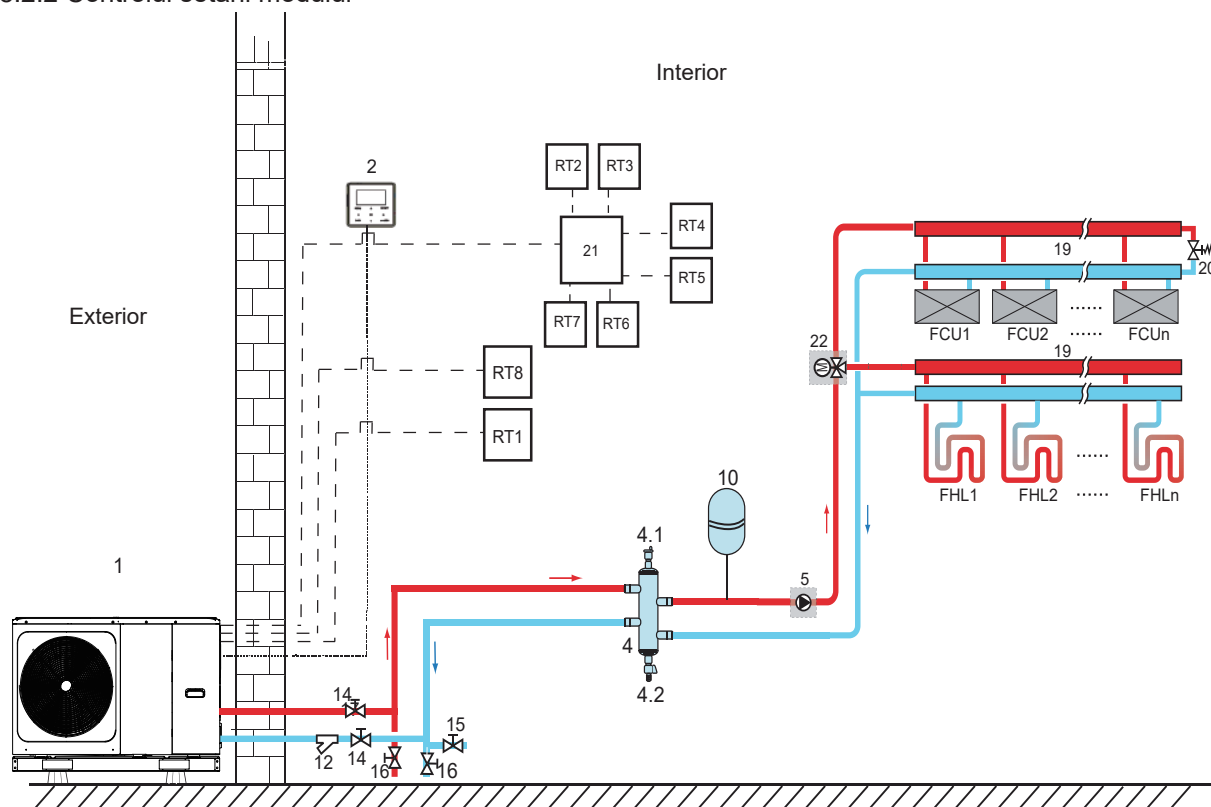 Interior
2
RT2 RT3
RT4
21
RT5
RT7 RT6
19
20
Exterior
FCU1 FCU2 ...... FCUn
......
22
19
RT8
RT1
10
......
FHL1 FHL2 ...... FHLn
4.1
1
5
4
4.2
14
15
12 14
16 16